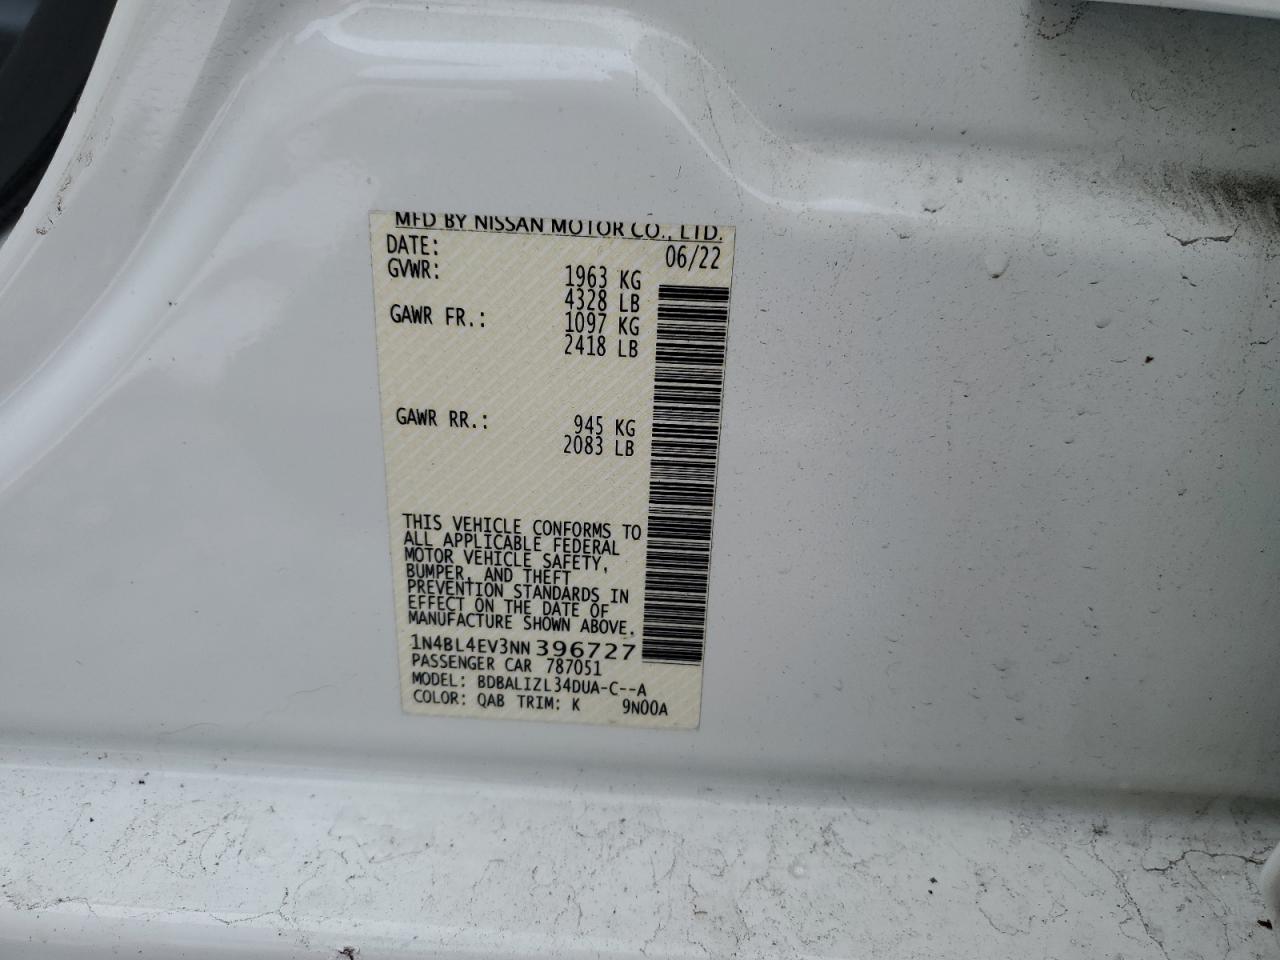 MFD BY NISSAN MOTOR CO., LTD.
DATE: 06/22
GVWR: 1963 KG
4328 LB
GAWR FR.: 1097 KG
2418 LB
GAWR RR.: 945 KG
2083 LB
THIS VEHICLE CONFORMS TO
ALL APPLICABLE FEDERAL
MOTOR VEHICLE SAFETY,
BUMPER, AND THEFT
PREVENTION STANDARDS IN
EFFECT ON THE DATE OF
MANUFACTURE SHOWN ABOVE.
1N4BL4EV3NN396727
PASSENGER CAR 787051
MODEL: BDBALIZL34DUA-C--A
COLOR: QAB TRIM: K 9N00A